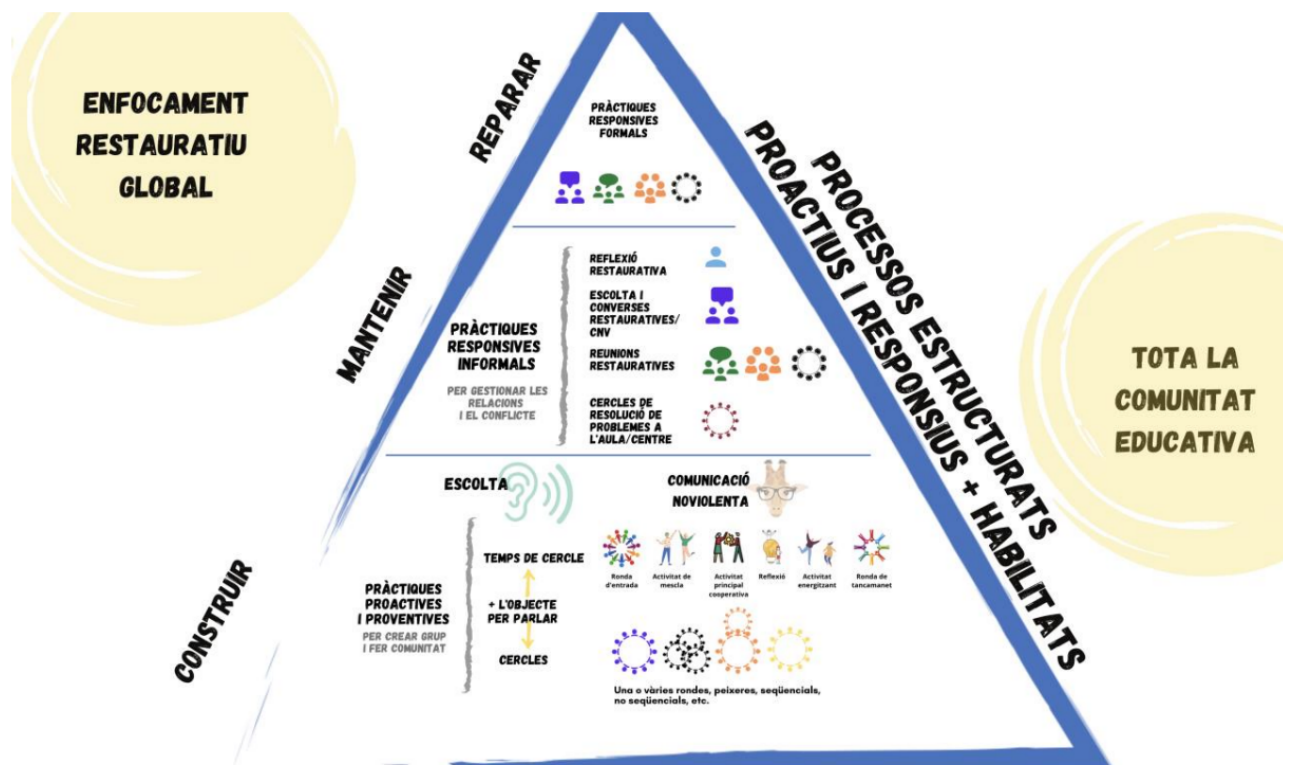 ENFOCAMENT
RESTAURATIU
GLOBAL
REPARAR
PRÀCTIQUES
RESPONSIVES
FORMALS
PROCESSOS ESTRUCTURATS
PROACTIUS I RESPONSIUS + HABILITATS
MANTENIR
PRÀCTIQUES
RESPONSIVES
INFORMALS
PER GESTIONAR LES
RELACIONS
I EL CONFLICTE
REFLEXIÓ
RESTAURATIVA
ESCOLTA I
CONVERSES
RESTAURATIVES/
CNV
REUNIONS
RESTAURATIVES
CERCLES DE
RESOLUCIÓ DE
PROBLEMES A
L'AULA/CENTRE
TOTA LA
COMUNITAT
EDUCATIVA
CONSTRUIR
ESCOLTA
COMUNICACIÓ
NOVIOLENTA
PRÀCTIQUES
PROACTIVES
I PROVENTIVES
PER CREAR GRUP
I FER COMUNITAT
TEMPS DE CERCLE
+ L'OBJECTE
PER PARLAR
CERCLES
Ronda
d'entrada
Activitat de
mescla
Activitat
principal
cooperativa
Reflexió
Activitat
energitzant
Ronda de
tancamanet
Una o vàries rondes, peixeres, seqüencials,
no seqüencials, etc.